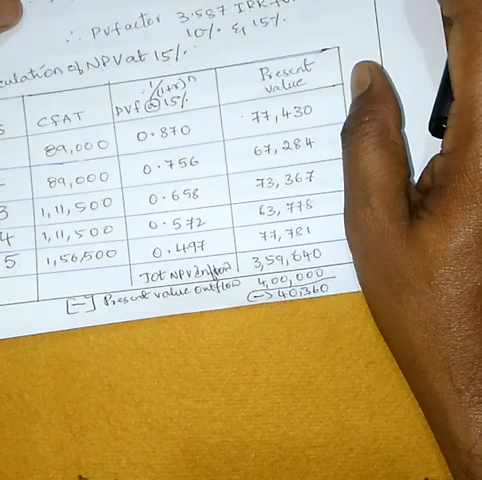 ∴ PVfactor 3.587 IRR
10% & 15%.
culation of NPV at 15%.
CFAT PVf @ 15% 1/(1+r)^n Present value
89,000 0.870 77,430
89,000 0.756 67,284
3 1,11,500 0.658 73,367
4 1,11,500 0.572 63,778
5 1,56,500 0.497 77,781
Tot NPV Inflow 3,59,640
[-] Present value outflow 4,00,000
(-) 40,360